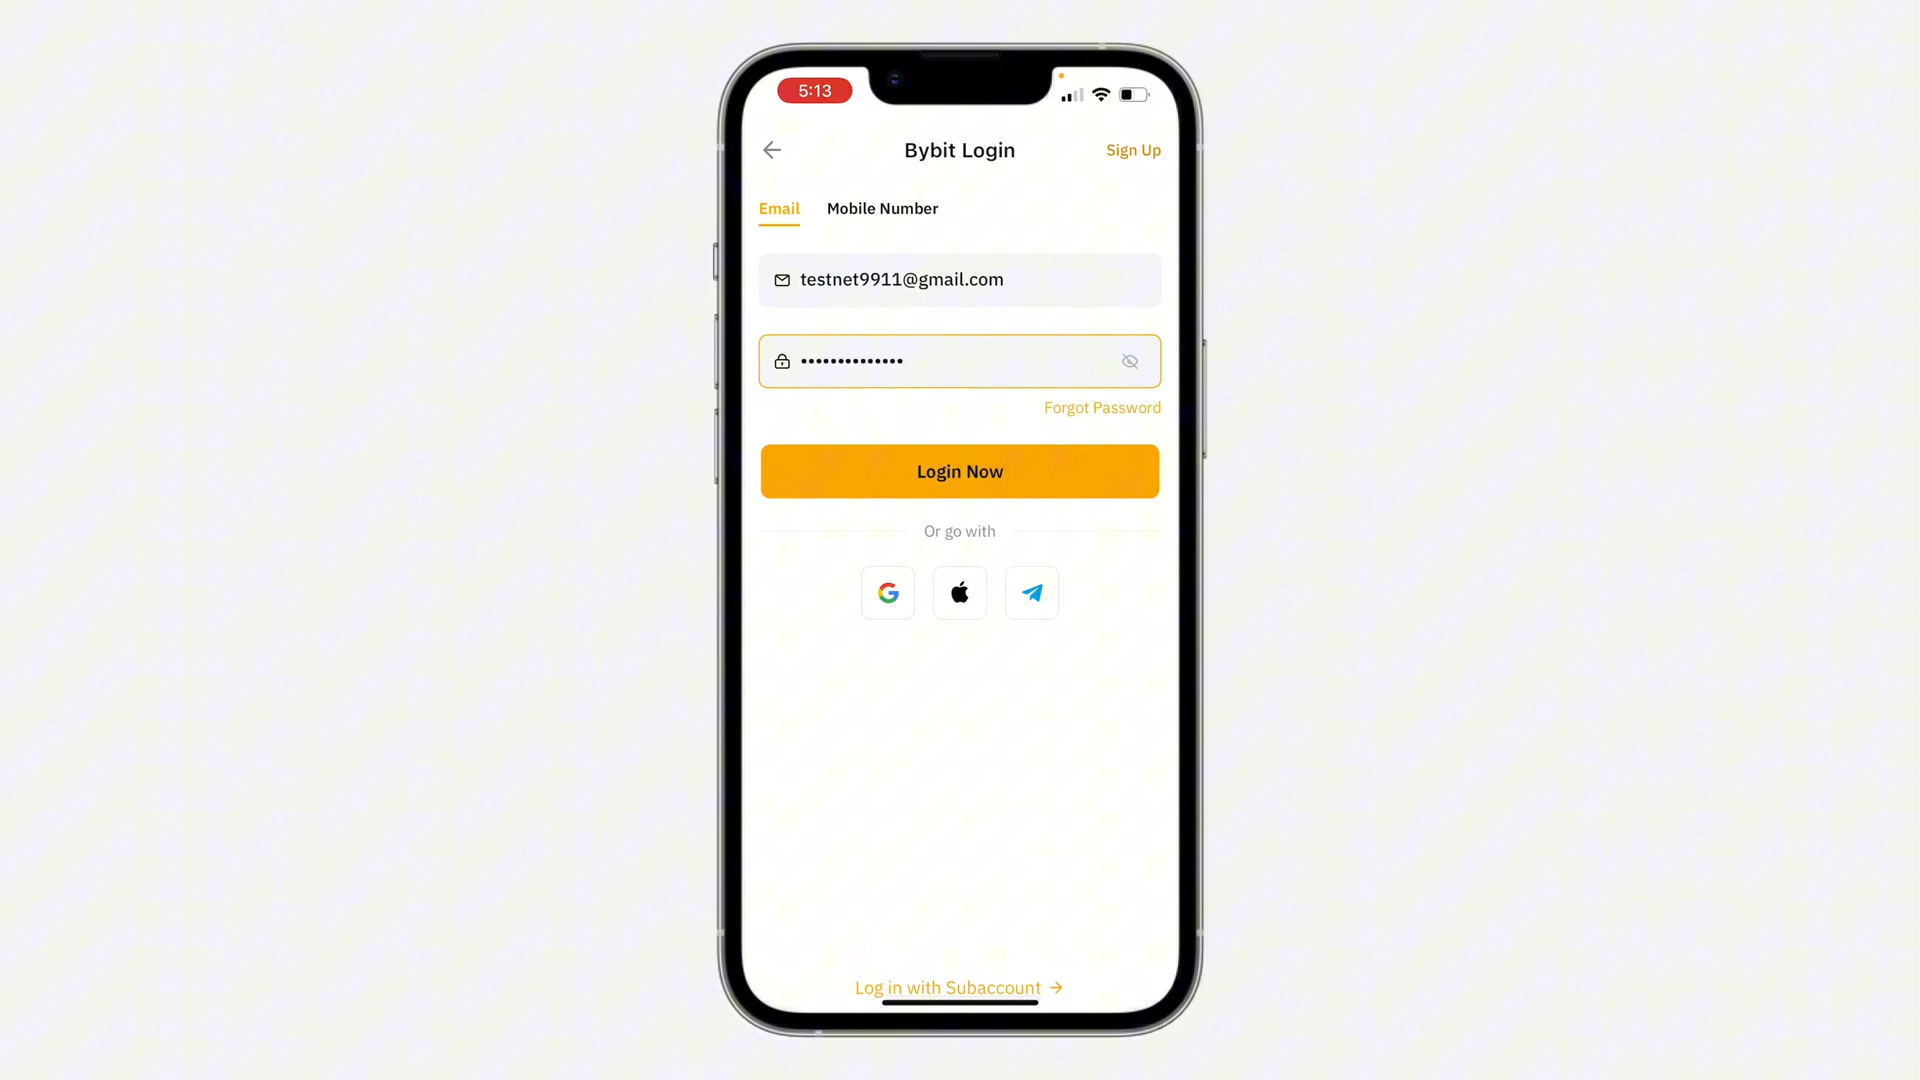 5:13
Bybit Login
Sign Up
Email
Mobile Number
testnet9911@gmail.com
••••••••••••••
Forgot Password
Login Now
Or go with
Log in with Subaccount →